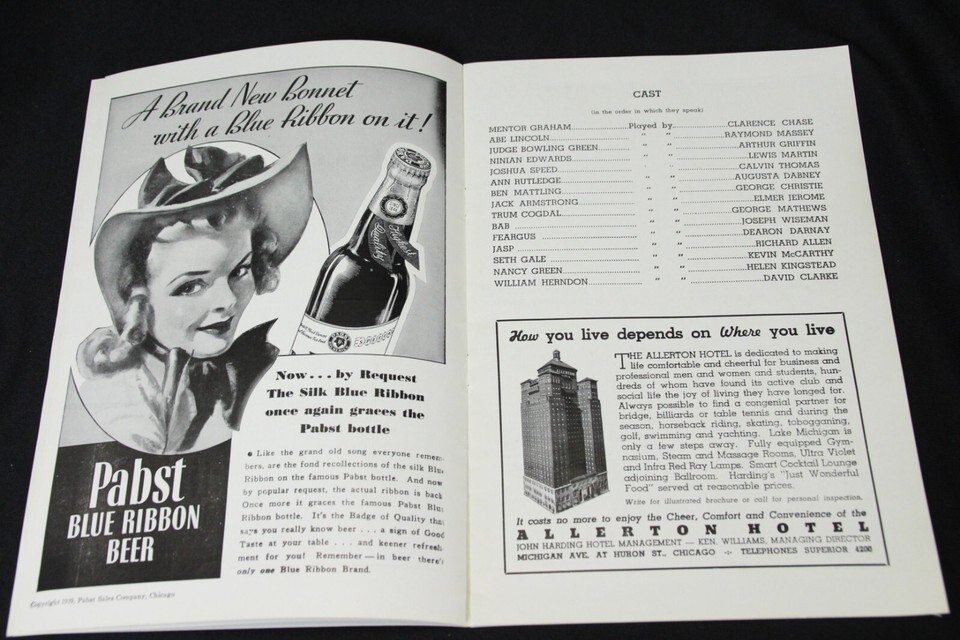 A Brand New Bonnet
with a Blue Ribbon on it!
Now...by Request
The Silk Blue Ribbon
once again graces the
Pabst bottle
• Like the grand old song everyone remem-
bers, are the fond recollections of the silk Blue
Ribbon on the famous Pabst bottle. And now
by popular request, the actual ribbon is back
Once more it graces the famous Pabst Blue
Ribbon bottle. It's the Badge of Quality that
says you really know beer . . . a sign of Good
Taste at your table . . . and keener refresh-
ment for you! Remember—in beer there's
only one Blue Ribbon Brand.
Pabst
BLUE RIBBON
BEER
Copyright 1938, Pabst Sales Company, Chicago
CAST
(in the order in which they speak)
MENTOR GRAHAM....................Played by....................CLARENCE CHASE
ABE LINCOLN.................... " " ....................RAYMOND MASSEY
JUDGE BOWLING GREEN.................... " " ....................ARTHUR GRIFFIN
NINIAN EDWARDS.................... " " ....................LEWIS MARTIN
JOSHUA SPEED.................... " " ....................CALVIN THOMAS
ANN RUTLEDGE.................... " " ....................AUGUSTA DABNEY
BEN MATTLING.................... " " ....................GEORGE CHRISTIE
JACK ARMSTRONG.................... " " ....................ELMER JEROME
TRUM COGDAL.................... " " ....................GEORGE MATHEWS
BAB .................... " " ....................JOSEPH WISEMAN
FEARGUS .................... " " ....................DEARON DARNAY
JASP .................... " " ....................RICHARD ALLEN
SETH GALE .................... " " ....................KEVIN McCARTHY
NANCY GREEN.................... " " ....................HELEN KINGSTEAD
WILLIAM HERNDON.................... " " ....................DAVID CLARKE
How you live depends on Where you live
THE ALLERTON HOTEL is dedicated to making
life comfortable and cheerful for business and
professional men and women and students, hun-
dreds of whom have found its active club and
social life the joy of living they have longed for.
Always possible to find a congenial partner for
bridge, billiards or table tennis and during the
season, horseback riding, skating, tobogganing,
golf, swimming and yachting. Lake Michigan is
only a few steps away. Fully equipped Gym-
nasium, Steam and Massage Rooms, Ultra Violet
and Infra Red Ray Lamps. Smart Cocktail Lounge
adjoining Ballroom. Harding's "Just Wonderful
Food" served at reasonable prices.
Write for illustrated brochure or call for personal inspection.
It costs no more to enjoy the Cheer, Comfort and Convenience of the
ALLERTON HOTEL
JOHN HARDING HOTEL MANAGEMENT — KEN. WILLIAMS, MANAGING DIRECTOR
MICHIGAN AVE. AT HURON ST., CHICAGO -:- TELEPHONES SUPERIOR 4200